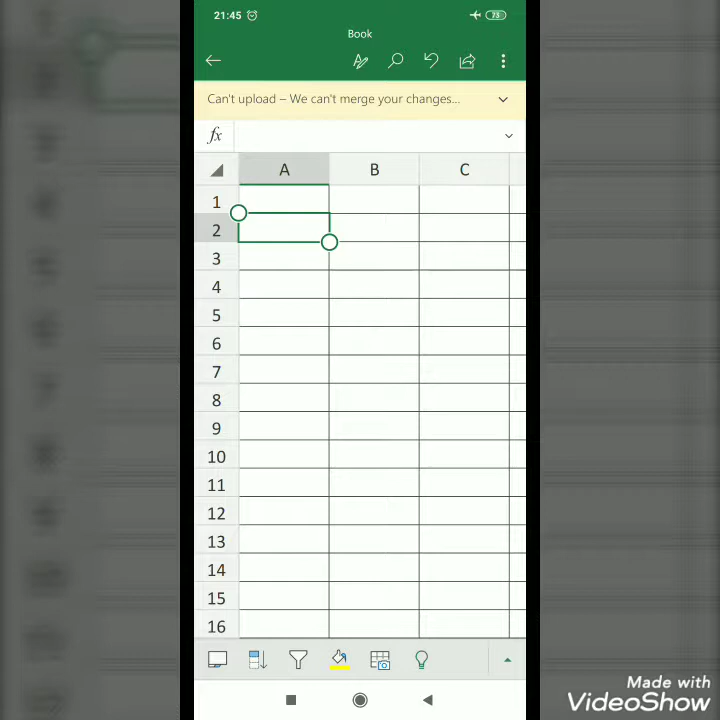 21:45 73
Book
Can't upload – We can't merge your changes...
fx
A B C
1
2
3
4
5
6
7
8
9
10
11
12
13
14
15
16
Made with
VideoShow